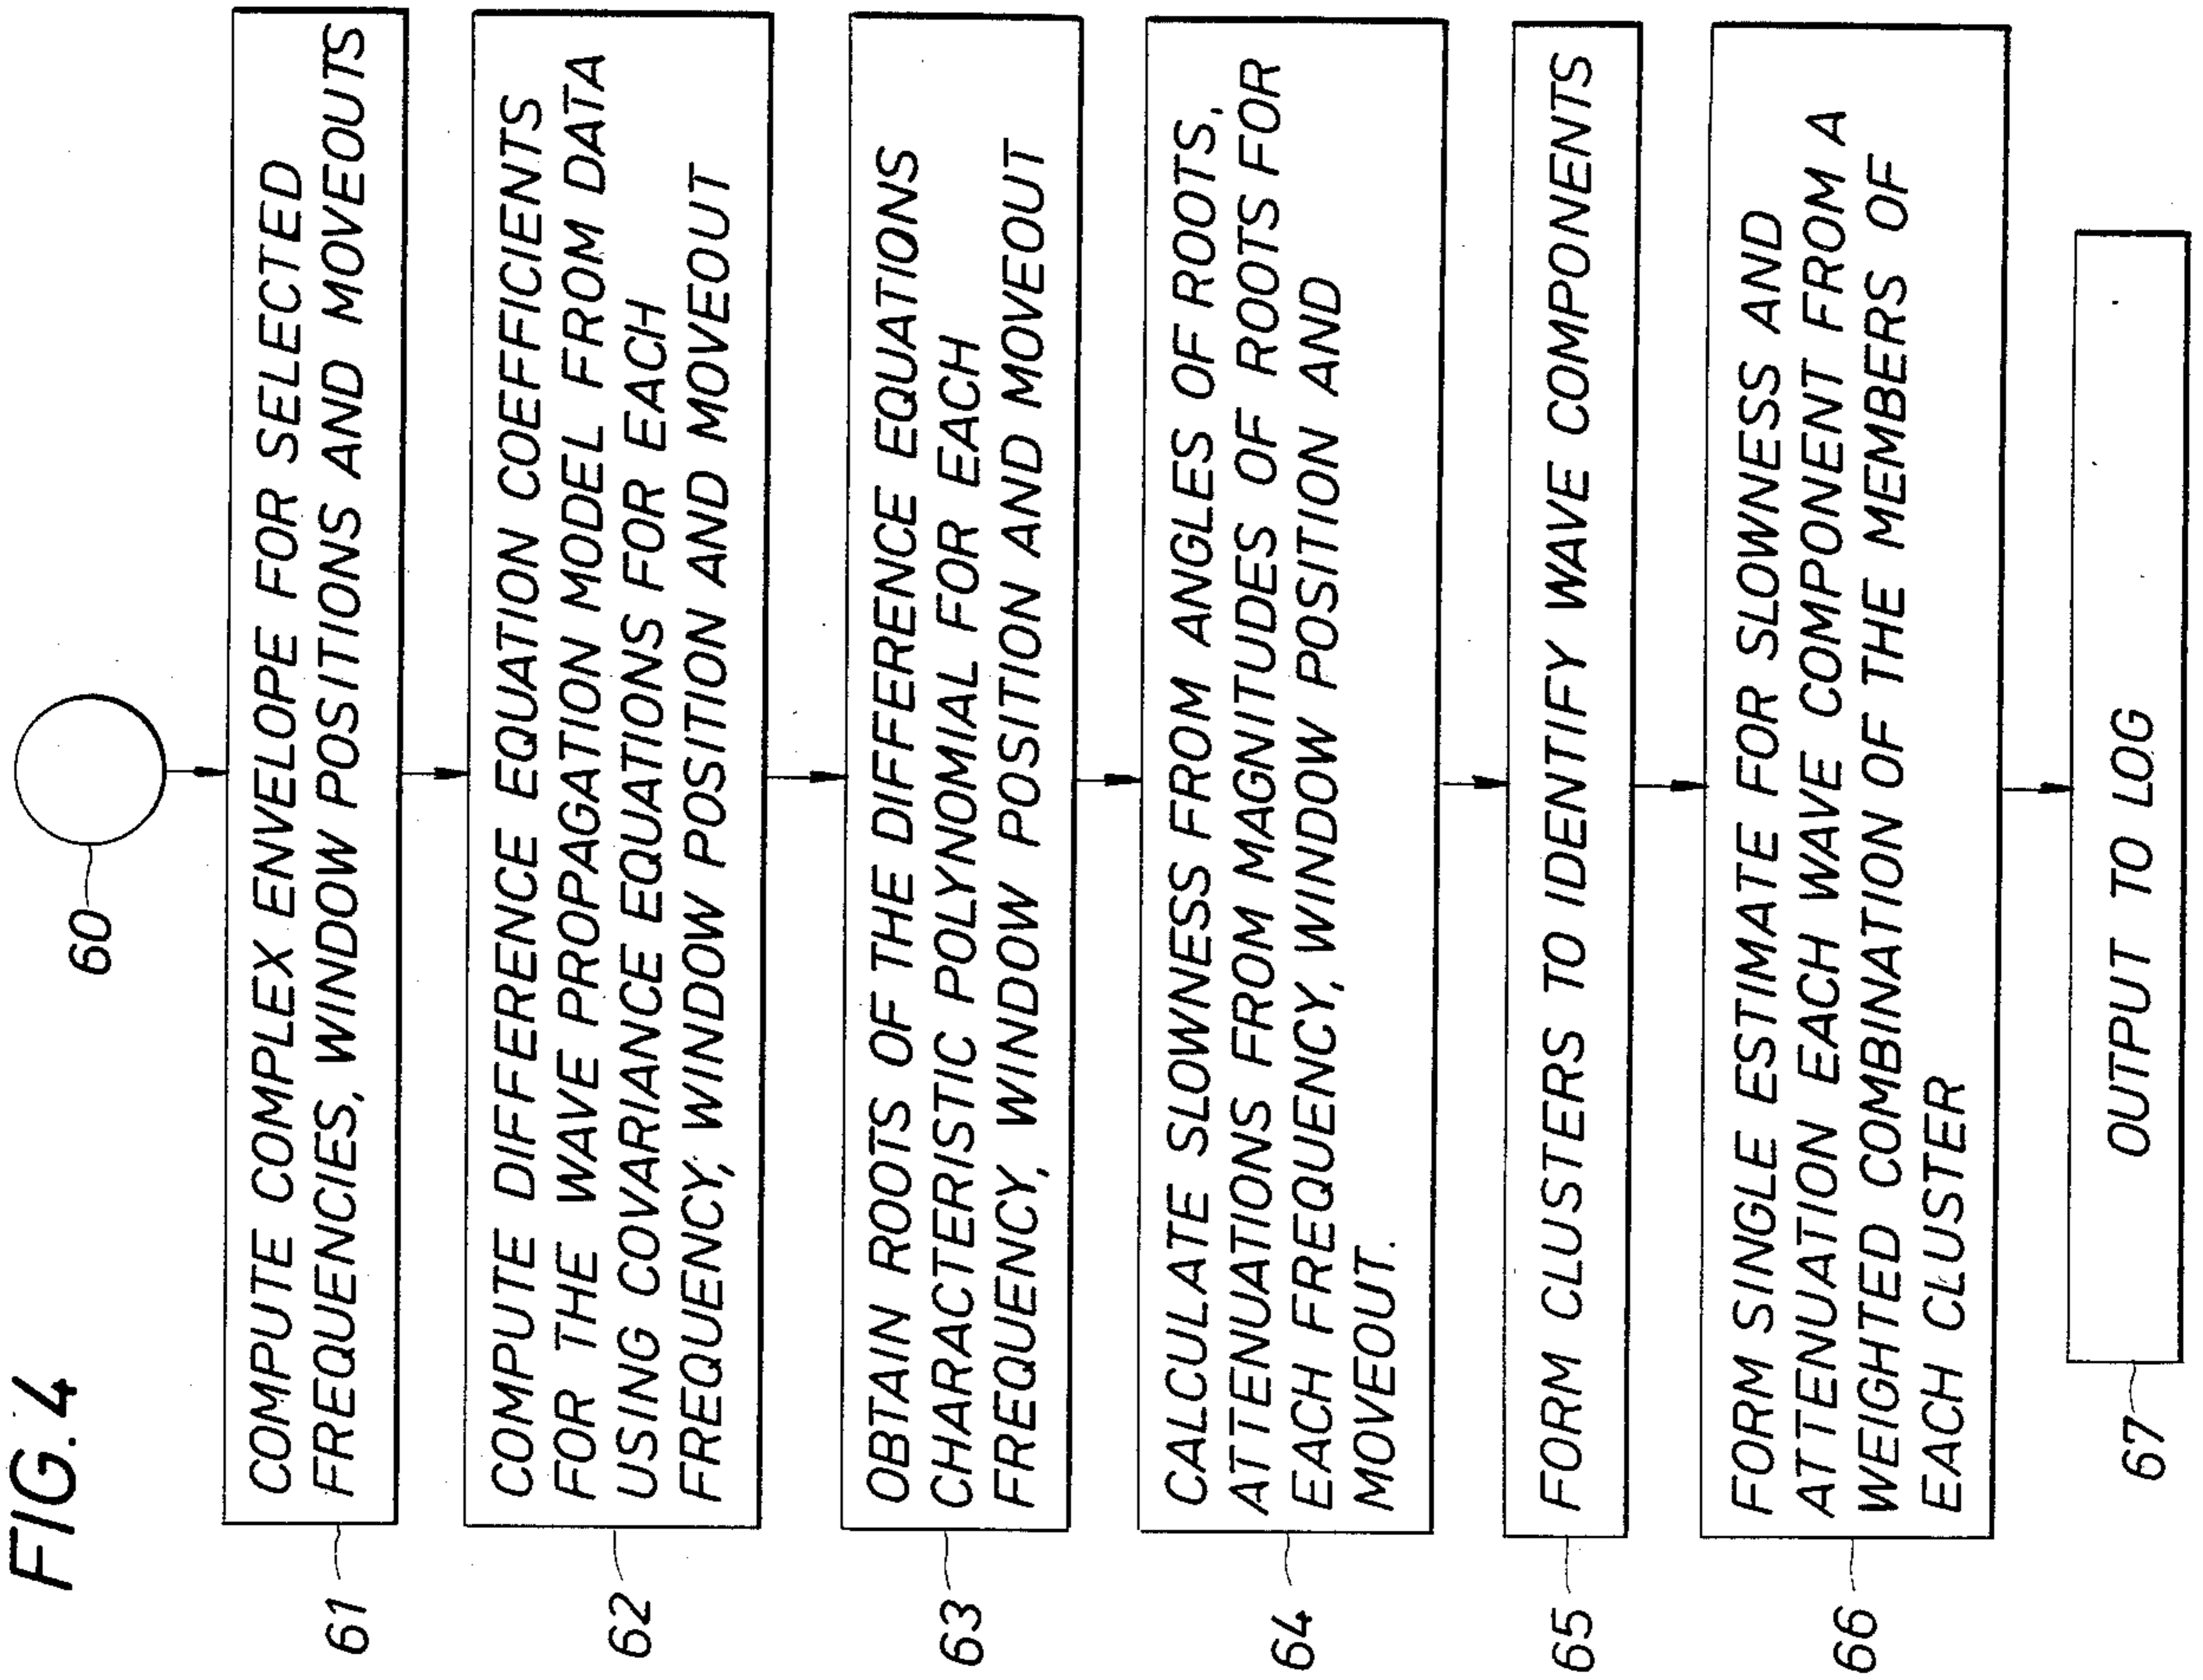 FIG. 4
60
61
COMPUTE COMPLEX ENVELOPE FOR SELECTED
FREQUENCIES, WINDOW POSITIONS AND MOVEOUTS
62
COMPUTE DIFFERENCE EQUATION COEFFICIENTS
FOR THE WAVE PROPAGATION MODEL FROM DATA
USING COVARIANCE EQUATIONS FOR EACH
FREQUENCY, WINDOW POSITION AND MOVEOUT
63
OBTAIN ROOTS OF THE DIFFERENCE EQUATIONS
CHARACTERISTIC POLYNOMIAL FOR EACH
FREQUENCY, WINDOW POSITION AND MOVEOUT
64
CALCULATE SLOWNESS FROM ANGLES OF ROOTS,
ATTENUATIONS FROM MAGNITUDES OF ROOTS FOR
EACH FREQUENCY, WINDOW POSITION AND
MOVEOUT.
65
FORM CLUSTERS TO IDENTIFY WAVE COMPONENTS
66
FORM SINGLE ESTIMATE FOR SLOWNESS AND
ATTENUATION EACH WAVE COMPONENT FROM A
WEIGHTED COMBINATION OF THE MEMBERS OF
EACH CLUSTER
67
OUTPUT TO LOG